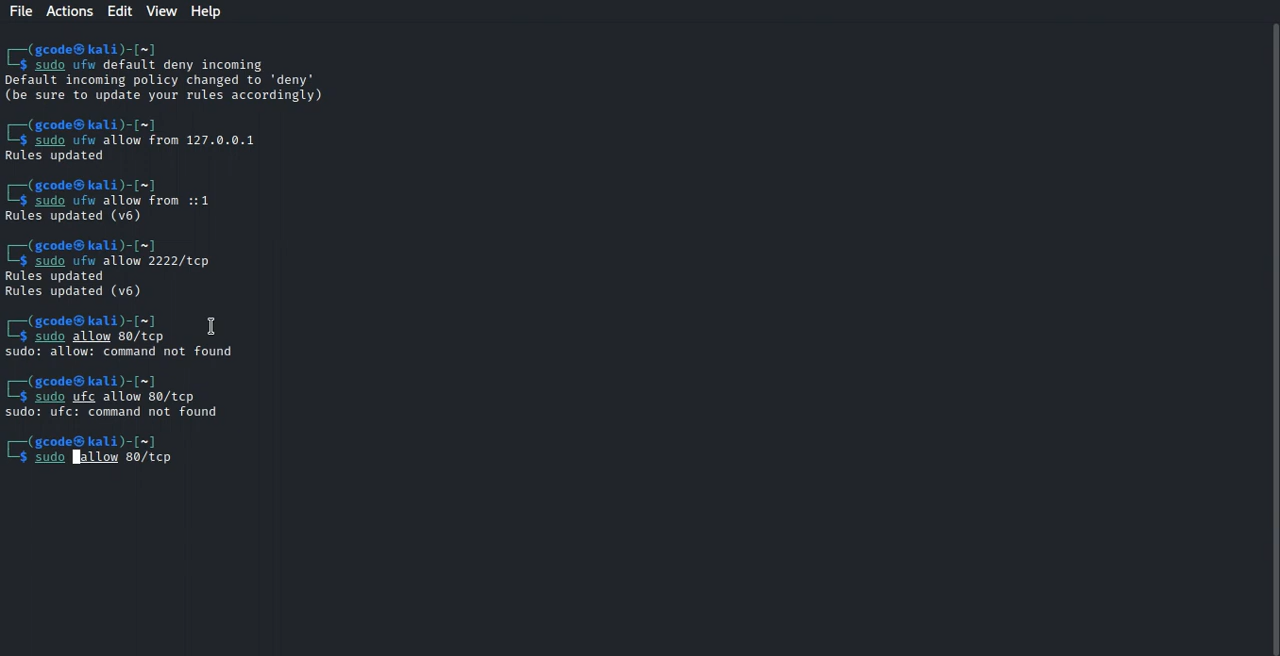 File Actions Edit View Help
┌──(gcode㉿kali)-[~]
└─$ sudo ufw default deny incoming
Default incoming policy changed to 'deny'
(be sure to update your rules accordingly)
┌──(gcode㉿kali)-[~]
└─$ sudo ufw allow from 127.0.0.1
Rules updated
┌──(gcode㉿kali)-[~]
└─$ sudo ufw allow from ::1
Rules updated (v6)
┌──(gcode㉿kali)-[~]
└─$ sudo ufw allow 2222/tcp
Rules updated
Rules updated (v6)
┌──(gcode㉿kali)-[~]
└─$ sudo allow 80/tcp
sudo: allow: command not found
┌──(gcode㉿kali)-[~]
└─$ sudo ufc allow 80/tcp
sudo: ufc: command not found
┌──(gcode㉿kali)-[~]
└─$ sudo allow 80/tcp